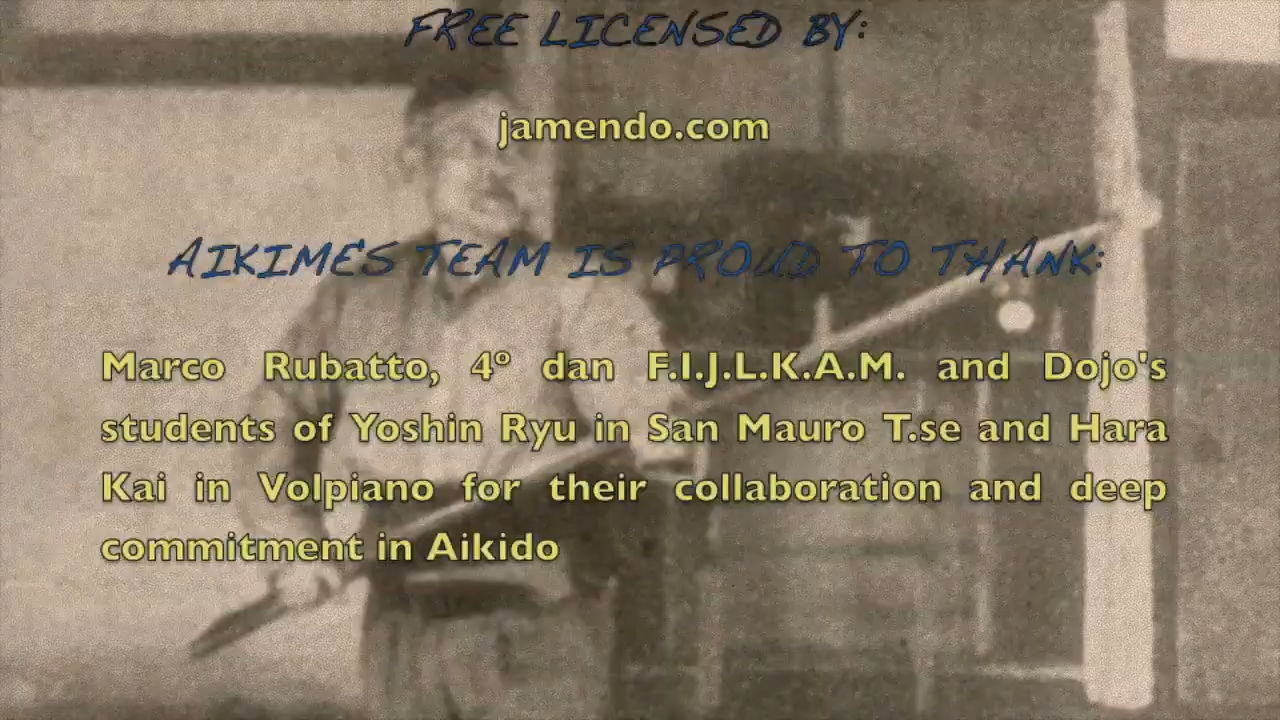 FREE LICENSED BY:
jamendo.com
AIKIME'S TEAM IS PROUD TO THANK:
Marco Rubatto, 4° dan F.I.J.L.K.A.M. and Dojo's
students of Yoshin Ryu in San Mauro T.se and Hara
Kai in Volpiano for their collaboration and deep
commitment in Aikido